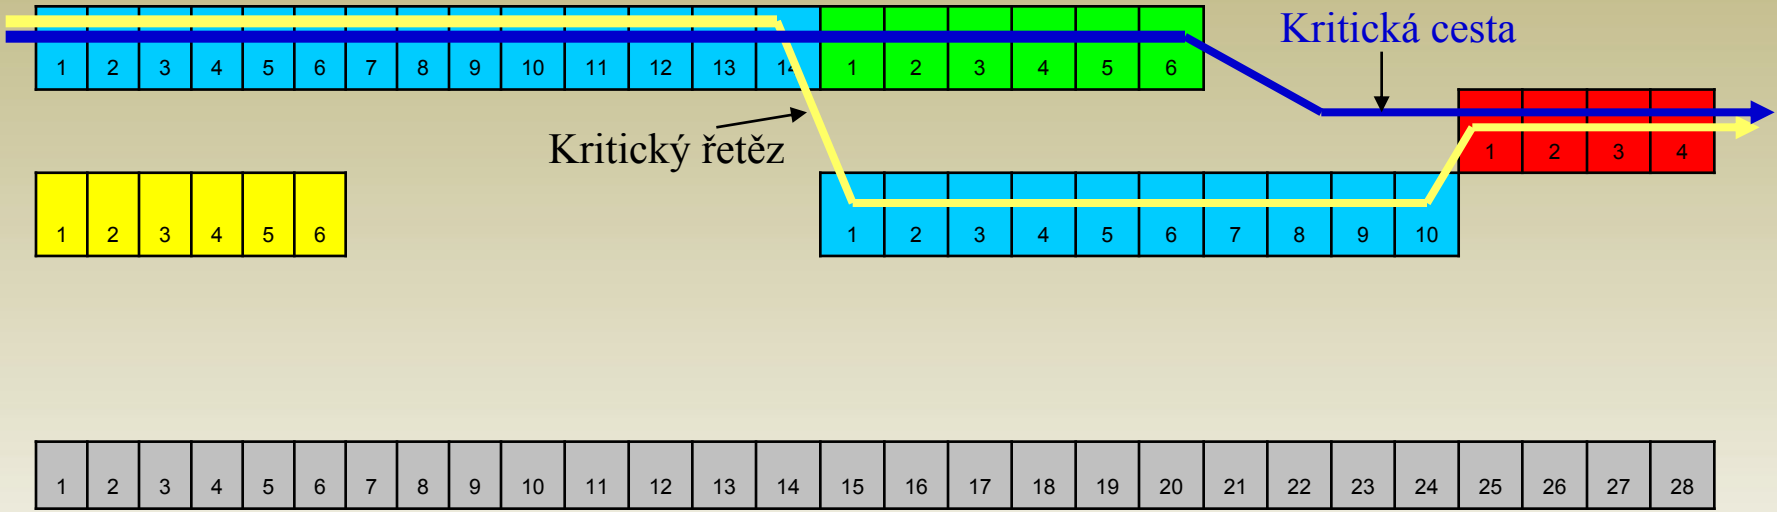 Kritická cesta
1 2 3 4 5 6 7 8 9 10 11 12 13 14 1 2 3 4 5 6
Kritický řetěz
1 2 3 4
1 2 3 4 5 6 1 2 3 4 5 6 7 8 9 10
1 2 3 4 5 6 7 8 9 10 11 12 13 14 15 16 17 18 19 20 21 22 23 24 25 26 27 28